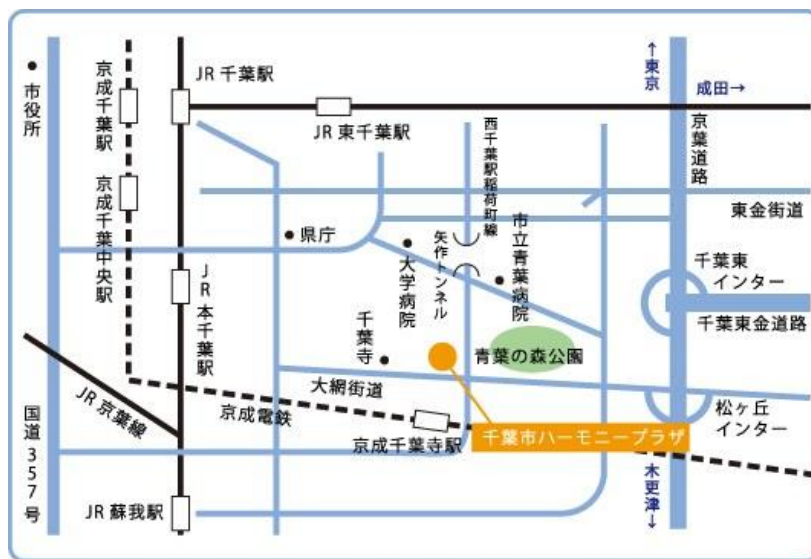 市役所
京成千葉駅
JR 千葉駅
JR 東千葉駅
西千葉駅稲荷町線
←東京
成田→
京葉道路
東金街道
京成千葉中央駅
県庁
大学病院
矢作トンネル
市立青葉病院
千葉東
インター
千葉東金道路
JR 本千葉駅
千葉寺
青葉の森公園
大網街道
松ヶ丘
インター
国道 357 号
JR 京葉線
京成電鉄
京成千葉寺駅
千葉市ハーモニープラザ
木更津→
JR 蘇我駅